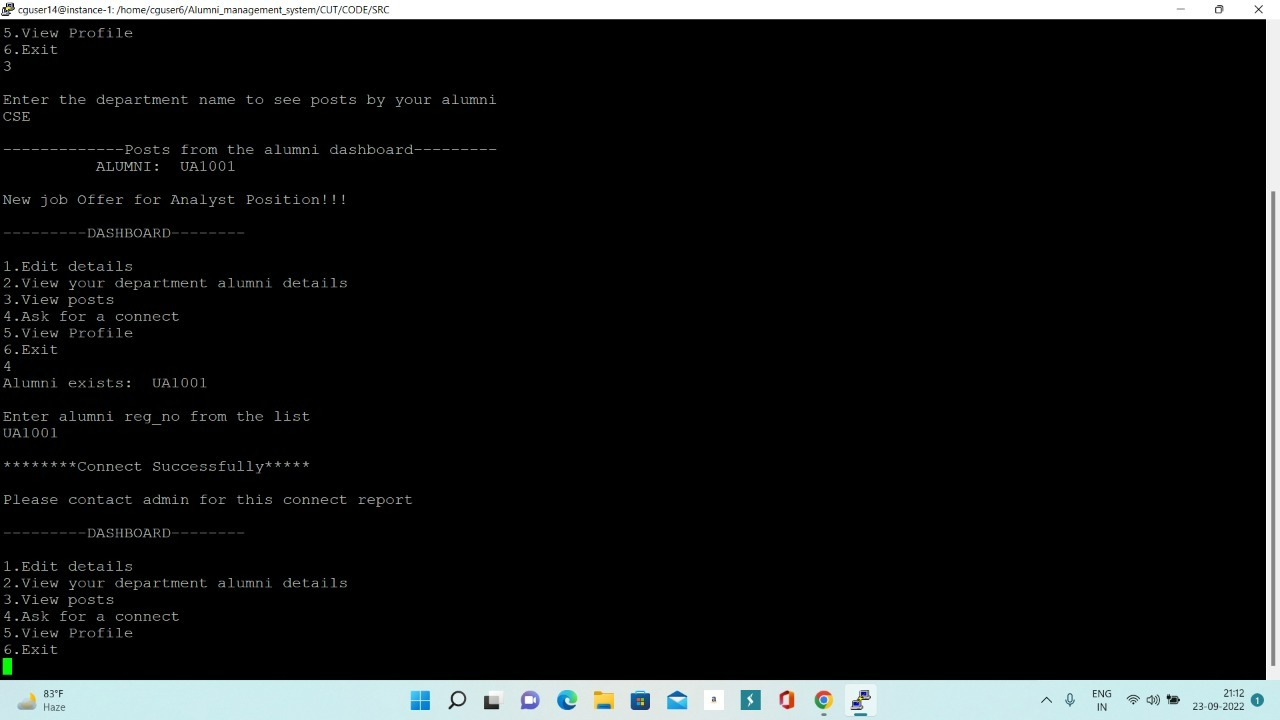 cguser14@instance-1: /home/cguser6/Alumni_management_system/CUT/CODE/SRC
5.View Profile
6.Exit
3
Enter the department name to see posts by your alumni
CSE
-------------Posts from the alumni dashboard---------
ALUMNI:  UA1001
New job Offer for Analyst Position!!!
---------DASHBOARD--------
1.Edit details
2.View your department alumni details
3.View posts
4.Ask for a connect
5.View Profile
6.Exit
4
Alumni exists:  UA1001
Enter alumni reg_no from the list
UA1001
********Connect Successfully*****
Please contact admin for this connect report
---------DASHBOARD--------
1.Edit details
2.View your department alumni details
3.View posts
4.Ask for a connect
5.View Profile
6.Exit
83°F
Haze
a
ENG
IN
21:12
23-09-2022
1